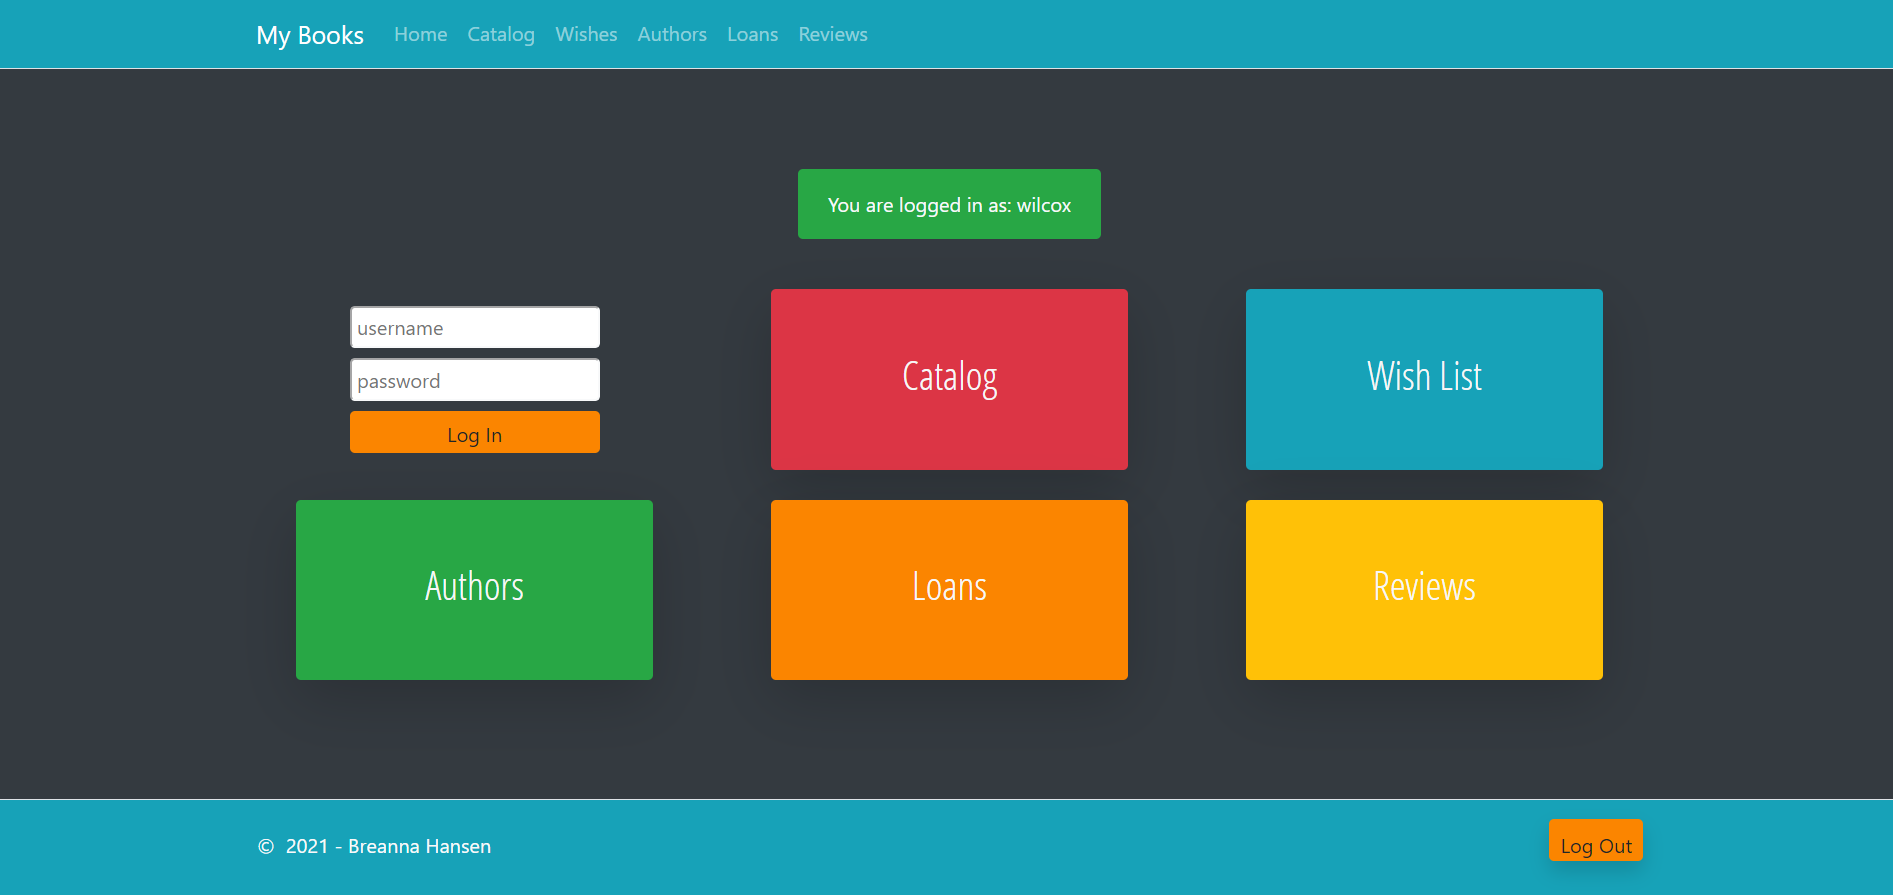 My Books Home Catalog Wishes Authors Loans Reviews
You are logged in as: wilcox
username
password
Log In
Catalog
Wish List
Authors
Loans
Reviews
© 2021 - Breanna Hansen
Log Out